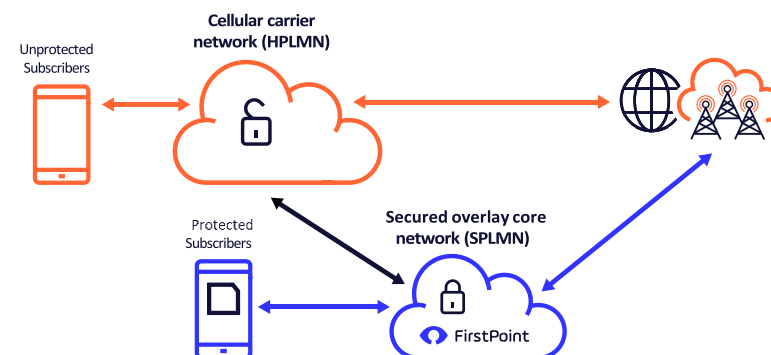 Cellular carrier
network (HPLMN)
Unprotected
Subscribers
Protected
Subscribers
Secured overlay core
network (SPLMN)
FirstPoint